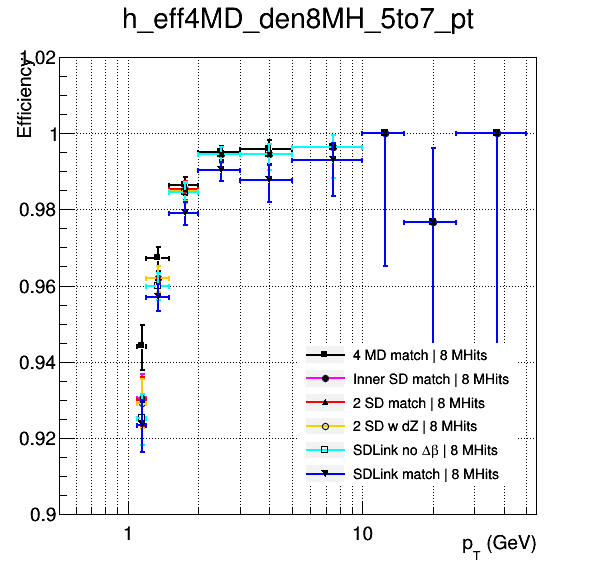 h_eff4MD_den8MH_5to7_pt
Efficiency
1.02
1
0.98
0.96
0.94
0.92
0.9
4 MD match | 8 MHits
Inner SD match | 8 MHits
2 SD match | 8 MHits
2 SD w dZ | 8 MHits
SDLink no Δβ | 8 MHits
SDLink match | 8 MHits
1
10
p_T (GeV)